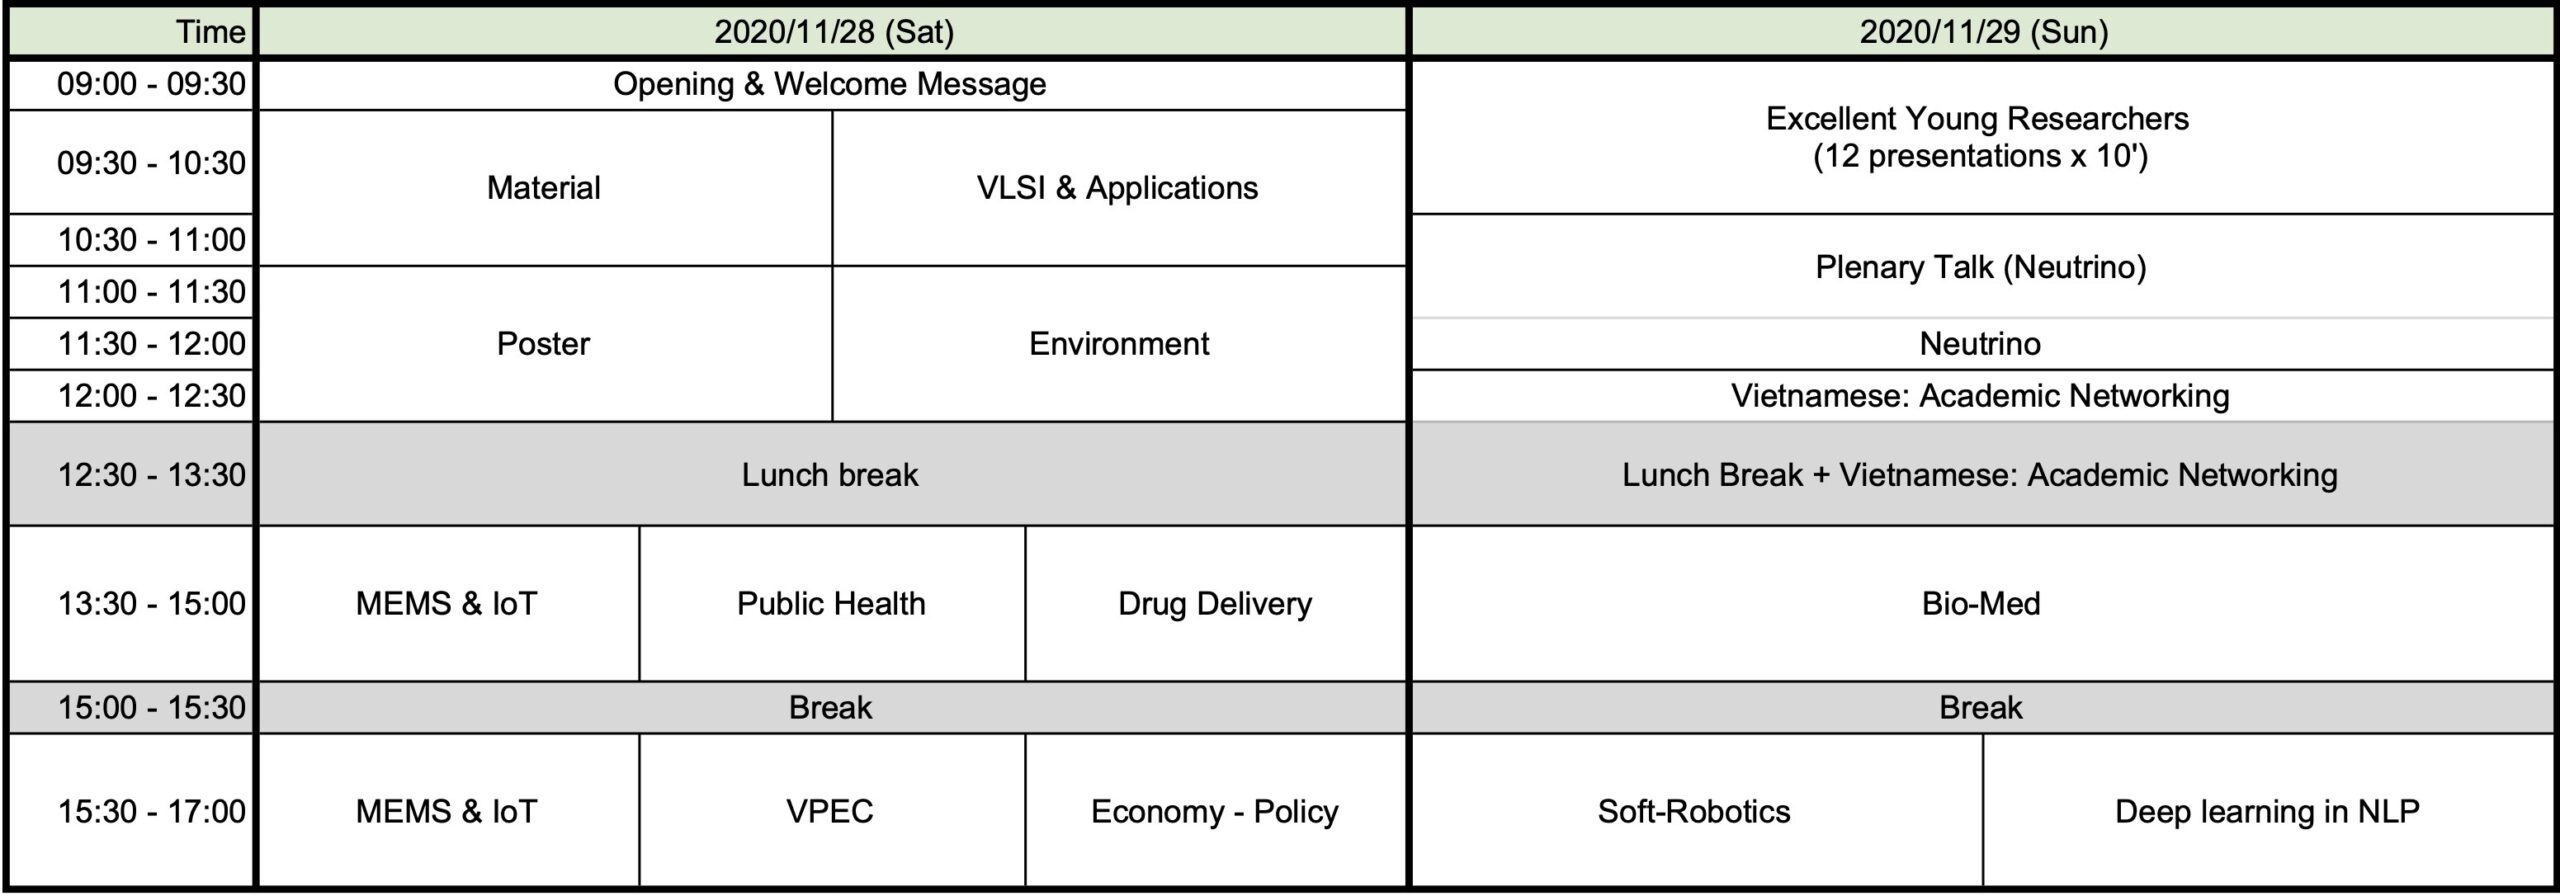 Time 2020/11/28 (Sat) 2020/11/29 (Sun)
09:00 - 09:30 Opening & Welcome Message
Excellent Young Researchers
(12 presentations x 10')
09:30 - 10:30 Material VLSI & Applications
10:30 - 11:00
Plenary Talk (Neutrino)
11:00 - 11:30
11:30 - 12:00 Poster Environment Neutrino
12:00 - 12:30 Vietnamese: Academic Networking
12:30 - 13:30 Lunch break Lunch Break + Vietnamese: Academic Networking
13:30 - 15:00 MEMS & IoT Public Health Drug Delivery Bio-Med
15:00 - 15:30 Break Break
15:30 - 17:00 MEMS & IoT VPEC Economy - Policy Soft-Robotics Deep learning in NLP